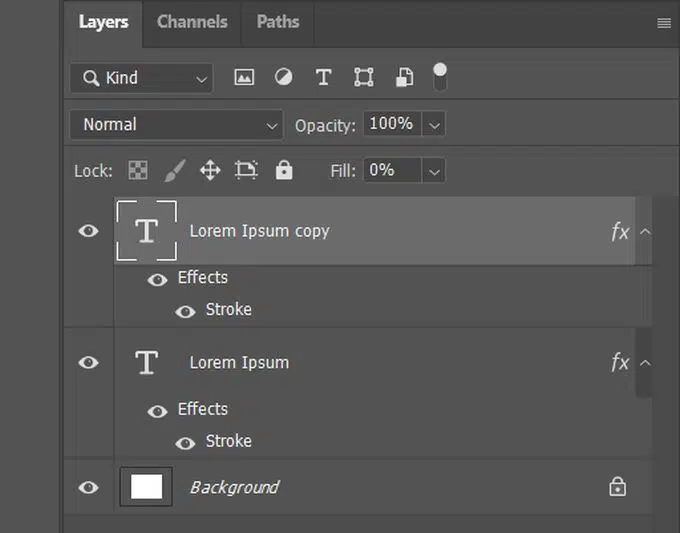 Layers Channels Paths
Kind
Normal Opacity: 100%
Lock: Fill: 0%
Lorem Ipsum copy fx
Effects
Stroke
Lorem Ipsum fx
Effects
Stroke
Background